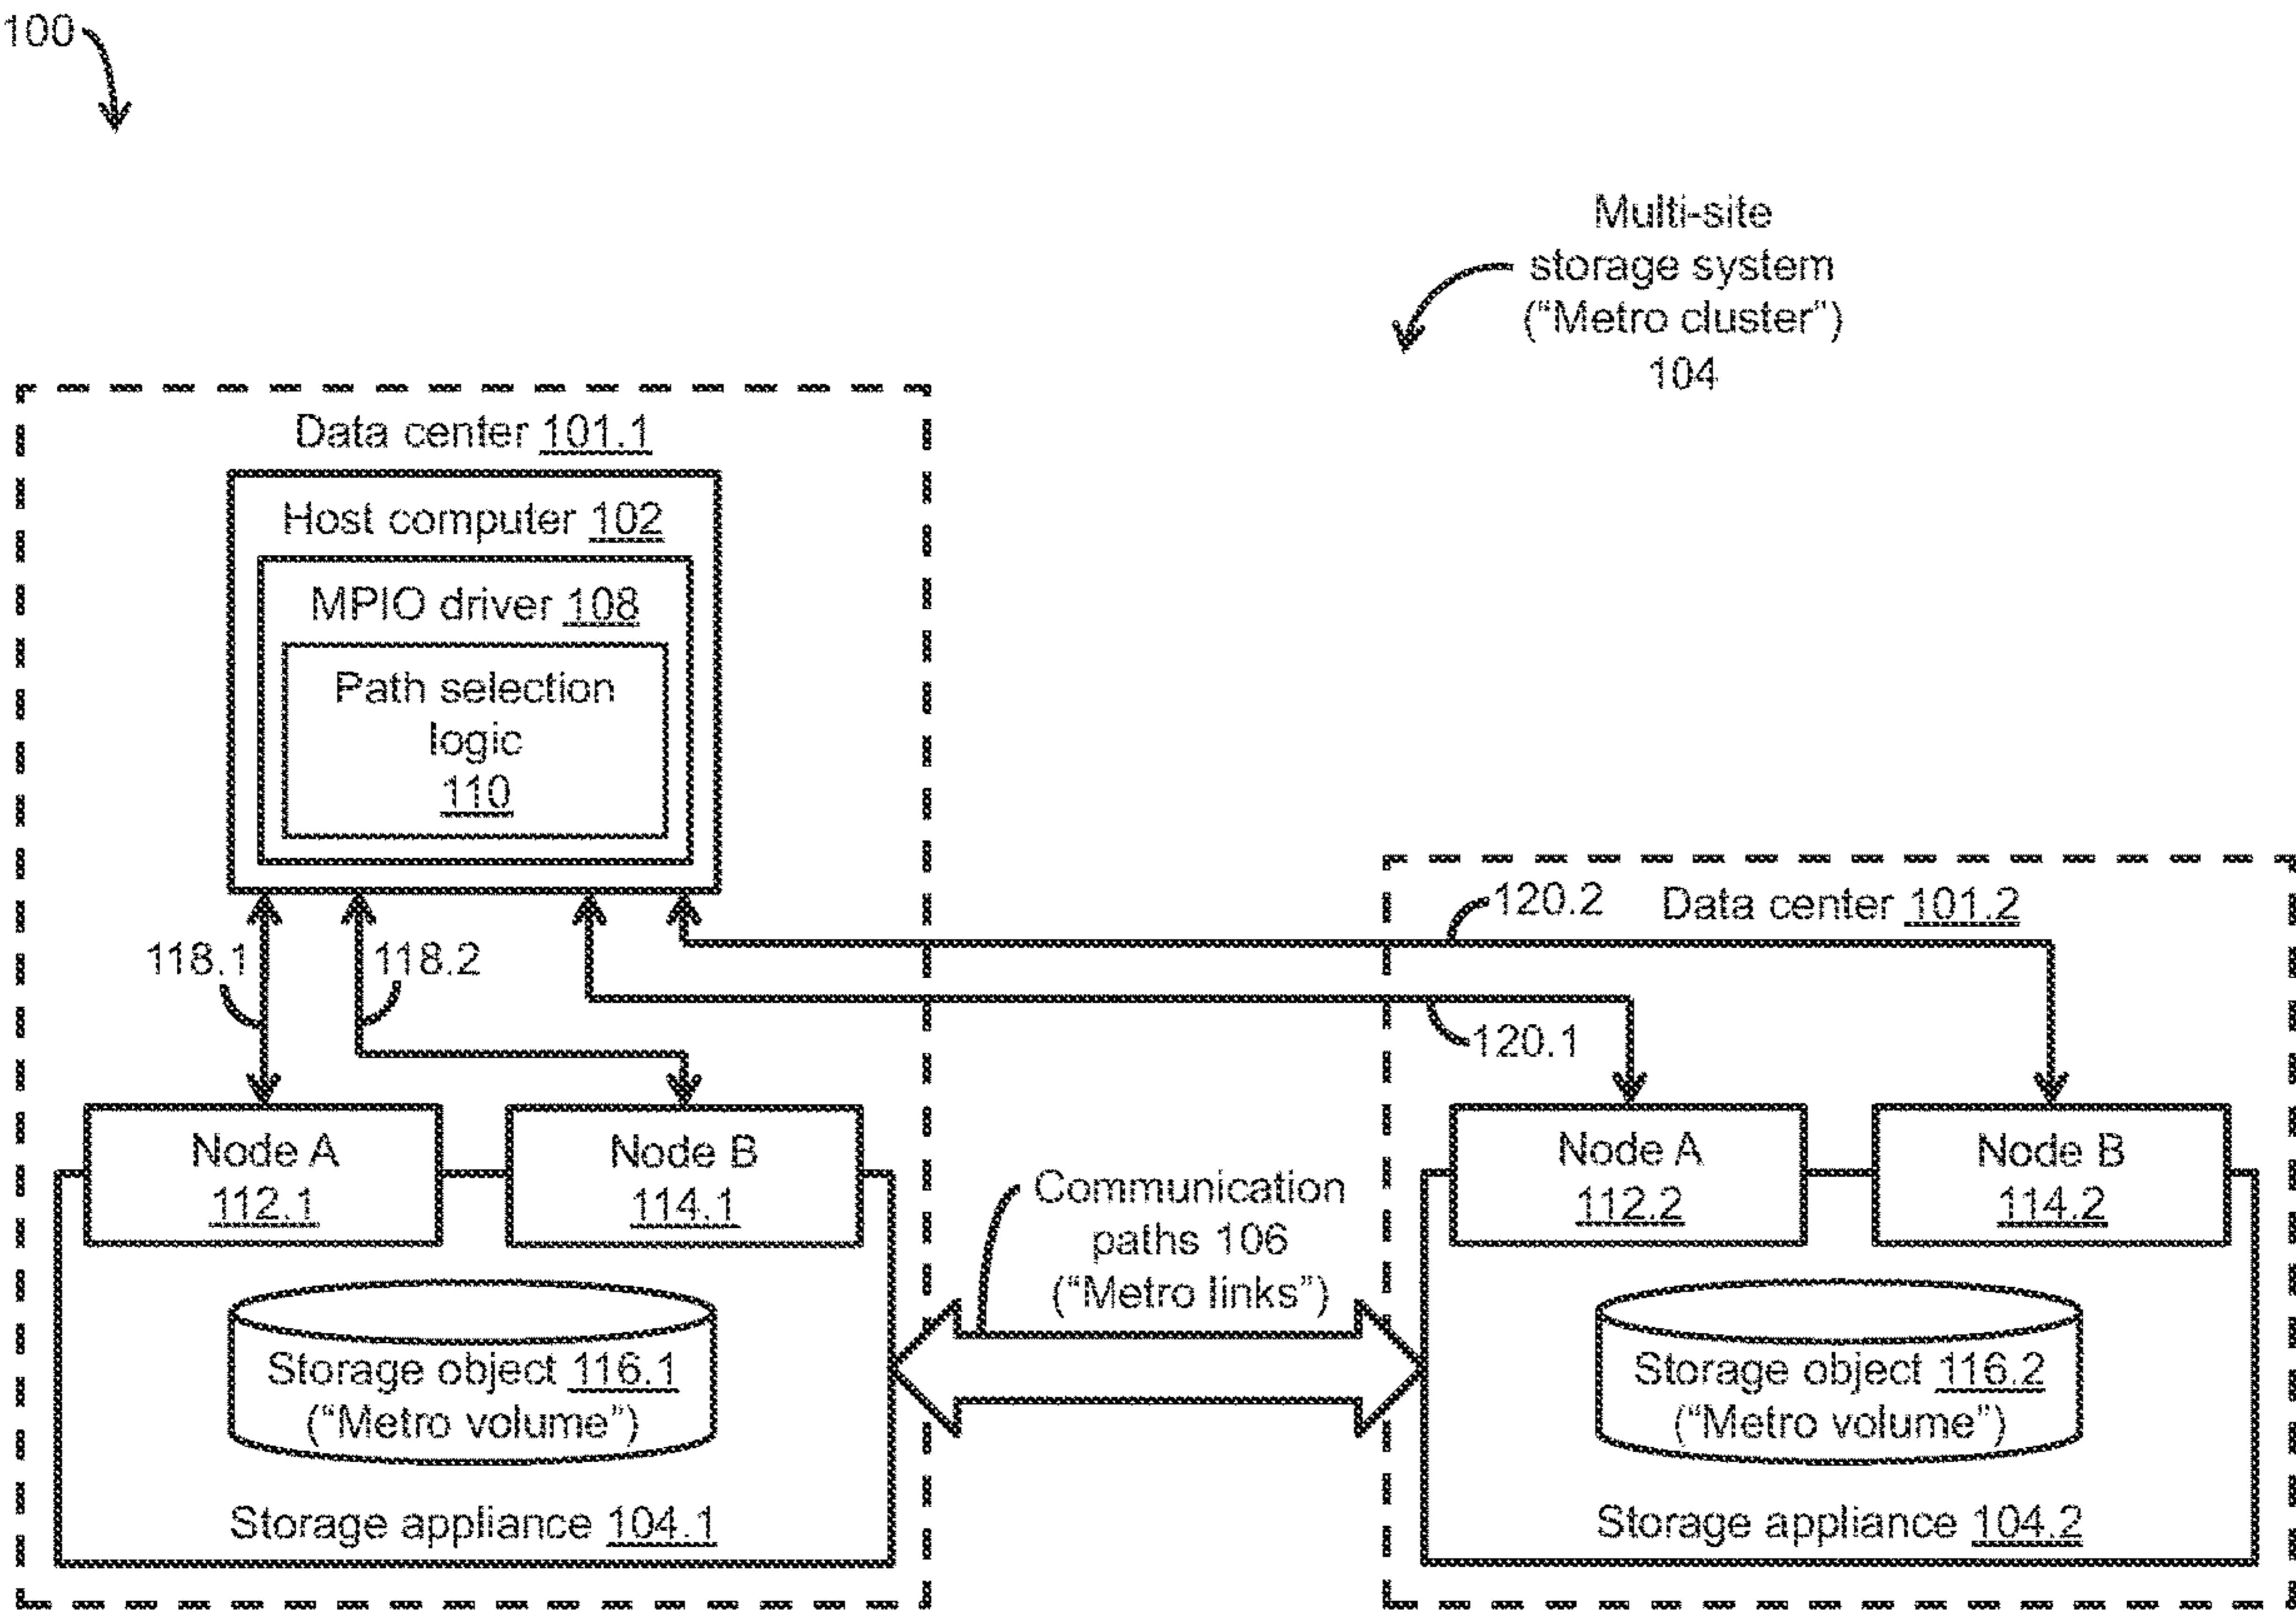 100
Multi-site
storage system
("Metro cluster")
104
Data center 101.1
Host computer 102
MPIO driver 108
Path selection
logic
110
118.1
118.2
120.2
Data center 101.2
120.1
Node A
112.1
Node B
114.1
Communication
paths 106
("Metro links")
Node A
112.2
Node B
114.2
Storage object 116.1
("Metro volume")
Storage appliance 104.1
Storage object 116.2
("Metro volume")
Storage appliance 104.2